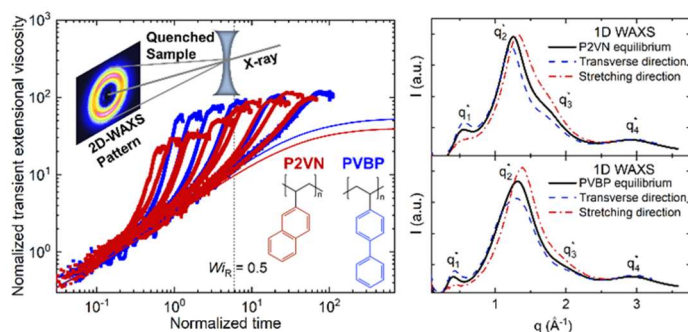 Normalized transient extensional viscosity
10³
10²
10¹
10⁰
10⁻¹
10⁰
10¹
10²
Normalized time
Quenched
Sample
X-ray
2D-WAXS
Pattern
P2VN
PVBP
n
n
Wi_R = 0.5
I (a.u.)
1D WAXS
P2VN equilibrium
Transverse direction
Stretching direction
q₁*
q₂*
q₃*
q₄*
I (a.u.)
1D WAXS
PVBP equilibrium
Transverse direction
Stretching direction
q₁*
q₂*
q₃*
q₄*
1
2
3
q (Å⁻¹)